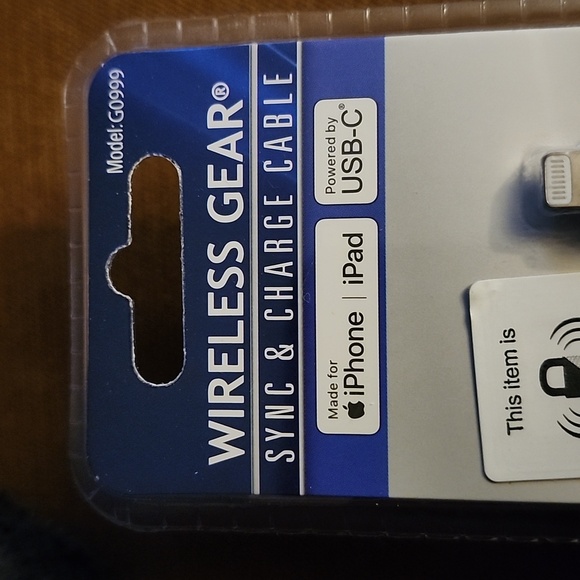 Model:G0999
WIRELESS GEAR®
SYNC & CHARGE CABLE
Made for
iPhone | iPad
Powered by
USB-C®
This item is